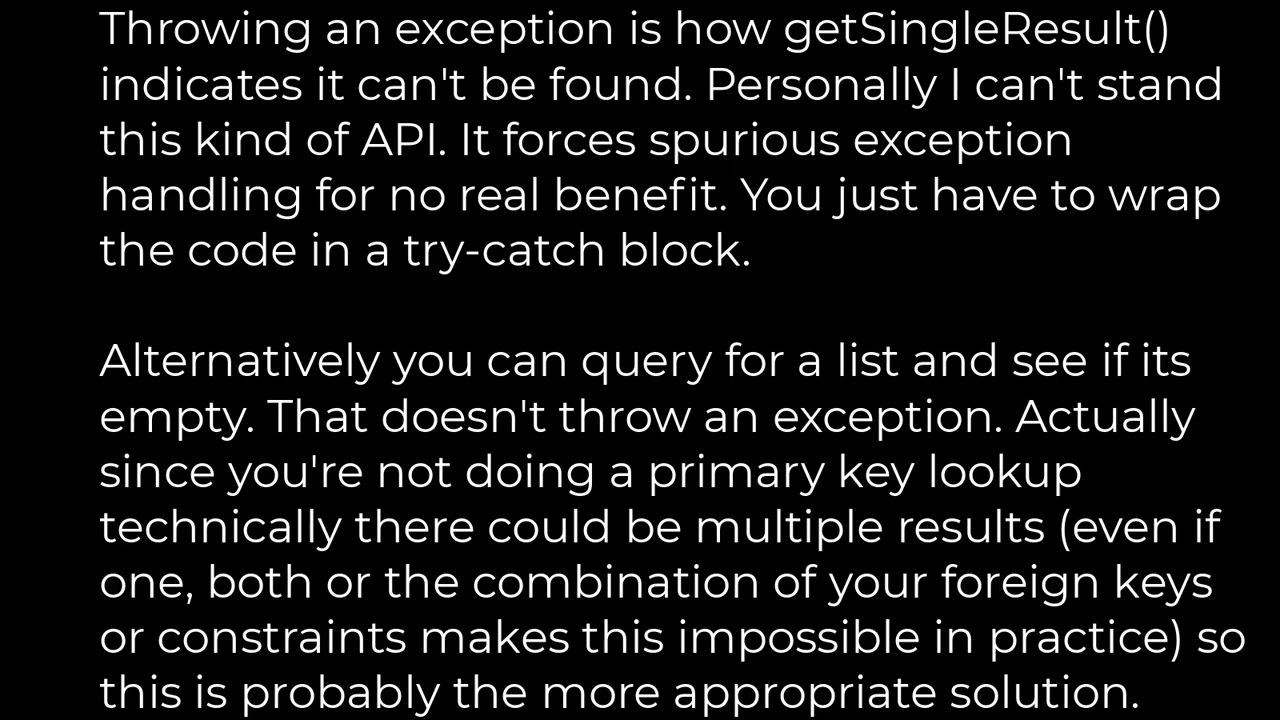 Throwing an exception is how getSingleResult()
indicates it can't be found. Personally I can't stand
this kind of API. It forces spurious exception
handling for no real benefit. You just have to wrap
the code in a try-catch block.
Alternatively you can query for a list and see if its
empty. That doesn't throw an exception. Actually
since you're not doing a primary key lookup
technically there could be multiple results (even if
one, both or the combination of your foreign keys
or constraints makes this impossible in practice) so
this is probably the more appropriate solution.